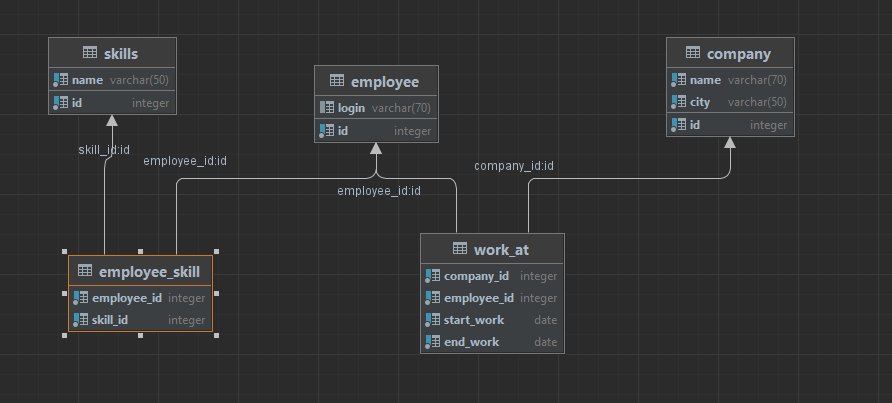 skills
name varchar(50)
id integer
employee
login varchar(70)
id integer
company
name varchar(70)
city varchar(50)
id integer
skill_id:id
employee_id:id
employee_id:id
company_id:id
employee_skill
employee_id integer
skill_id integer
work_at
company_id integer
employee_id integer
start_work date
end_work date